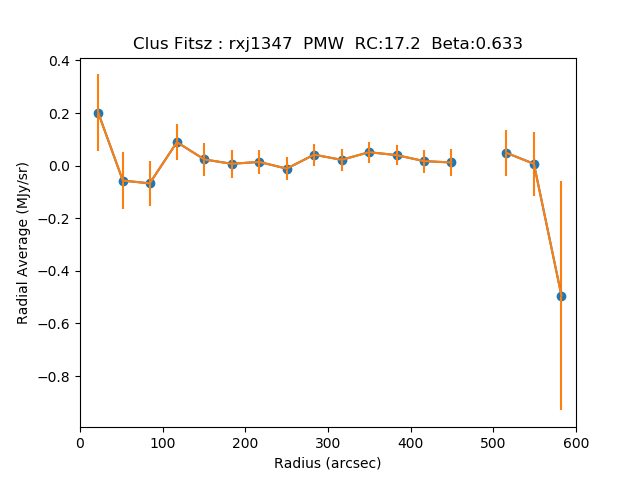 Clus Fitsz : rxj1347  PMW  RC:17.2  Beta:0.633
Radial Average (MJy/sr)
0.4
0.2
0.0
−0.2
−0.4
−0.6
−0.8
0 100 200 300 400 500 600
Radius (arcsec)